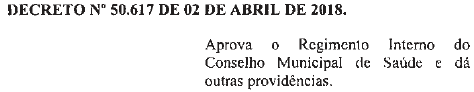 DECRETO Nº 50.617 DE 02 DE ABRIL DE 2018.
Aprova o Regimento Interno do
Conselho Municipal de Saúde e dá
outras providências.